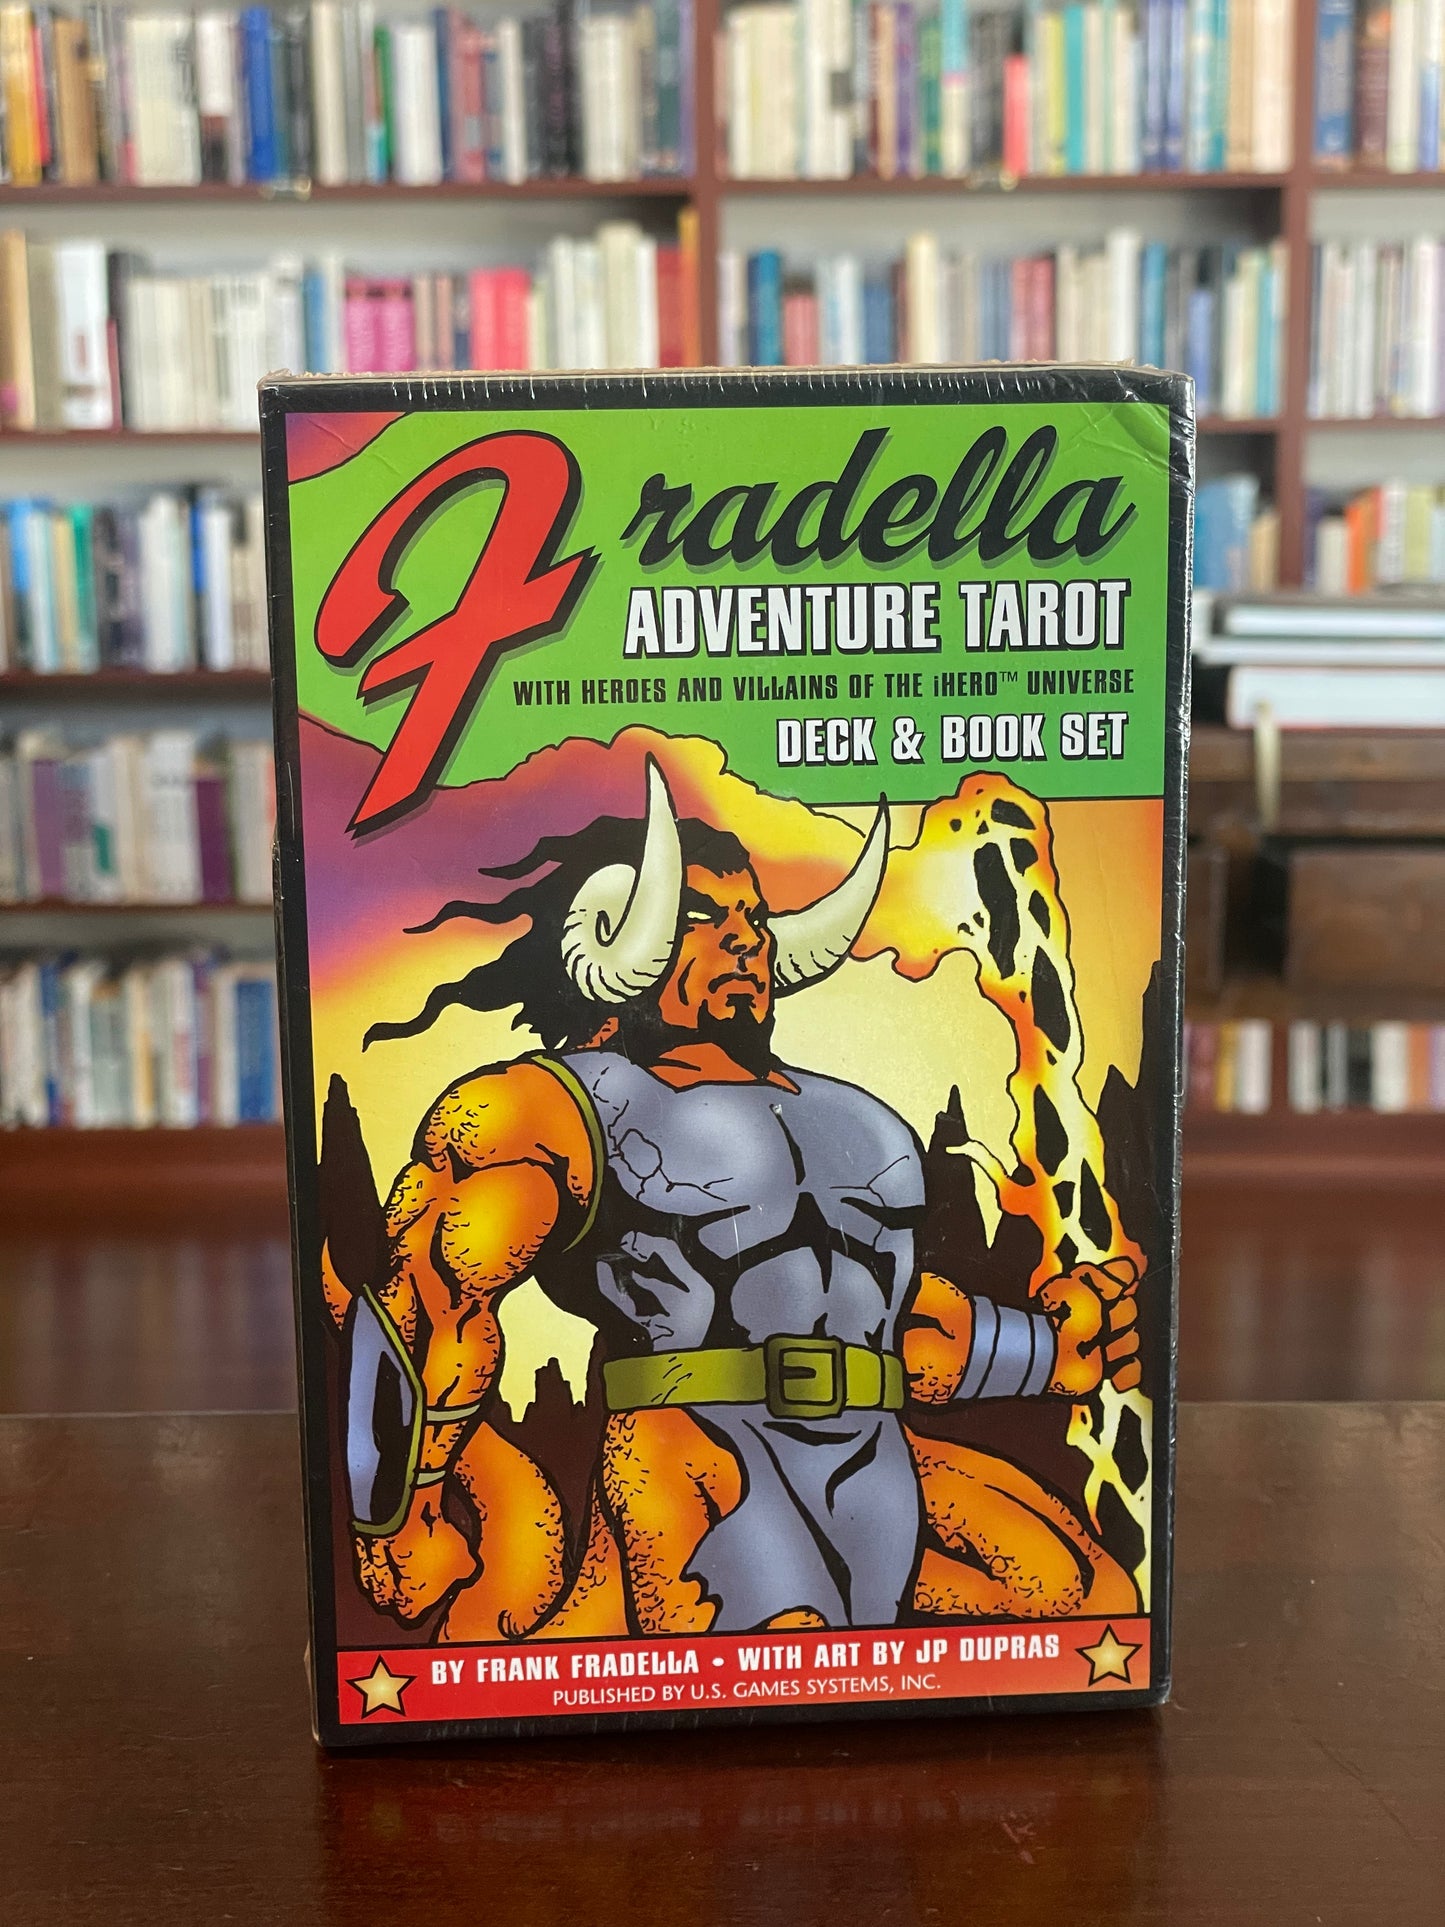 Fradella
ADVENTURE TAROT
WITH HEROES AND VILLAINS OF THE iHERO™ UNIVERSE
DECK & BOOK SET
BY FRANK FRADELLA • WITH ART BY JP DUPRAS
PUBLISHED BY U.S. GAMES SYSTEMS, INC.